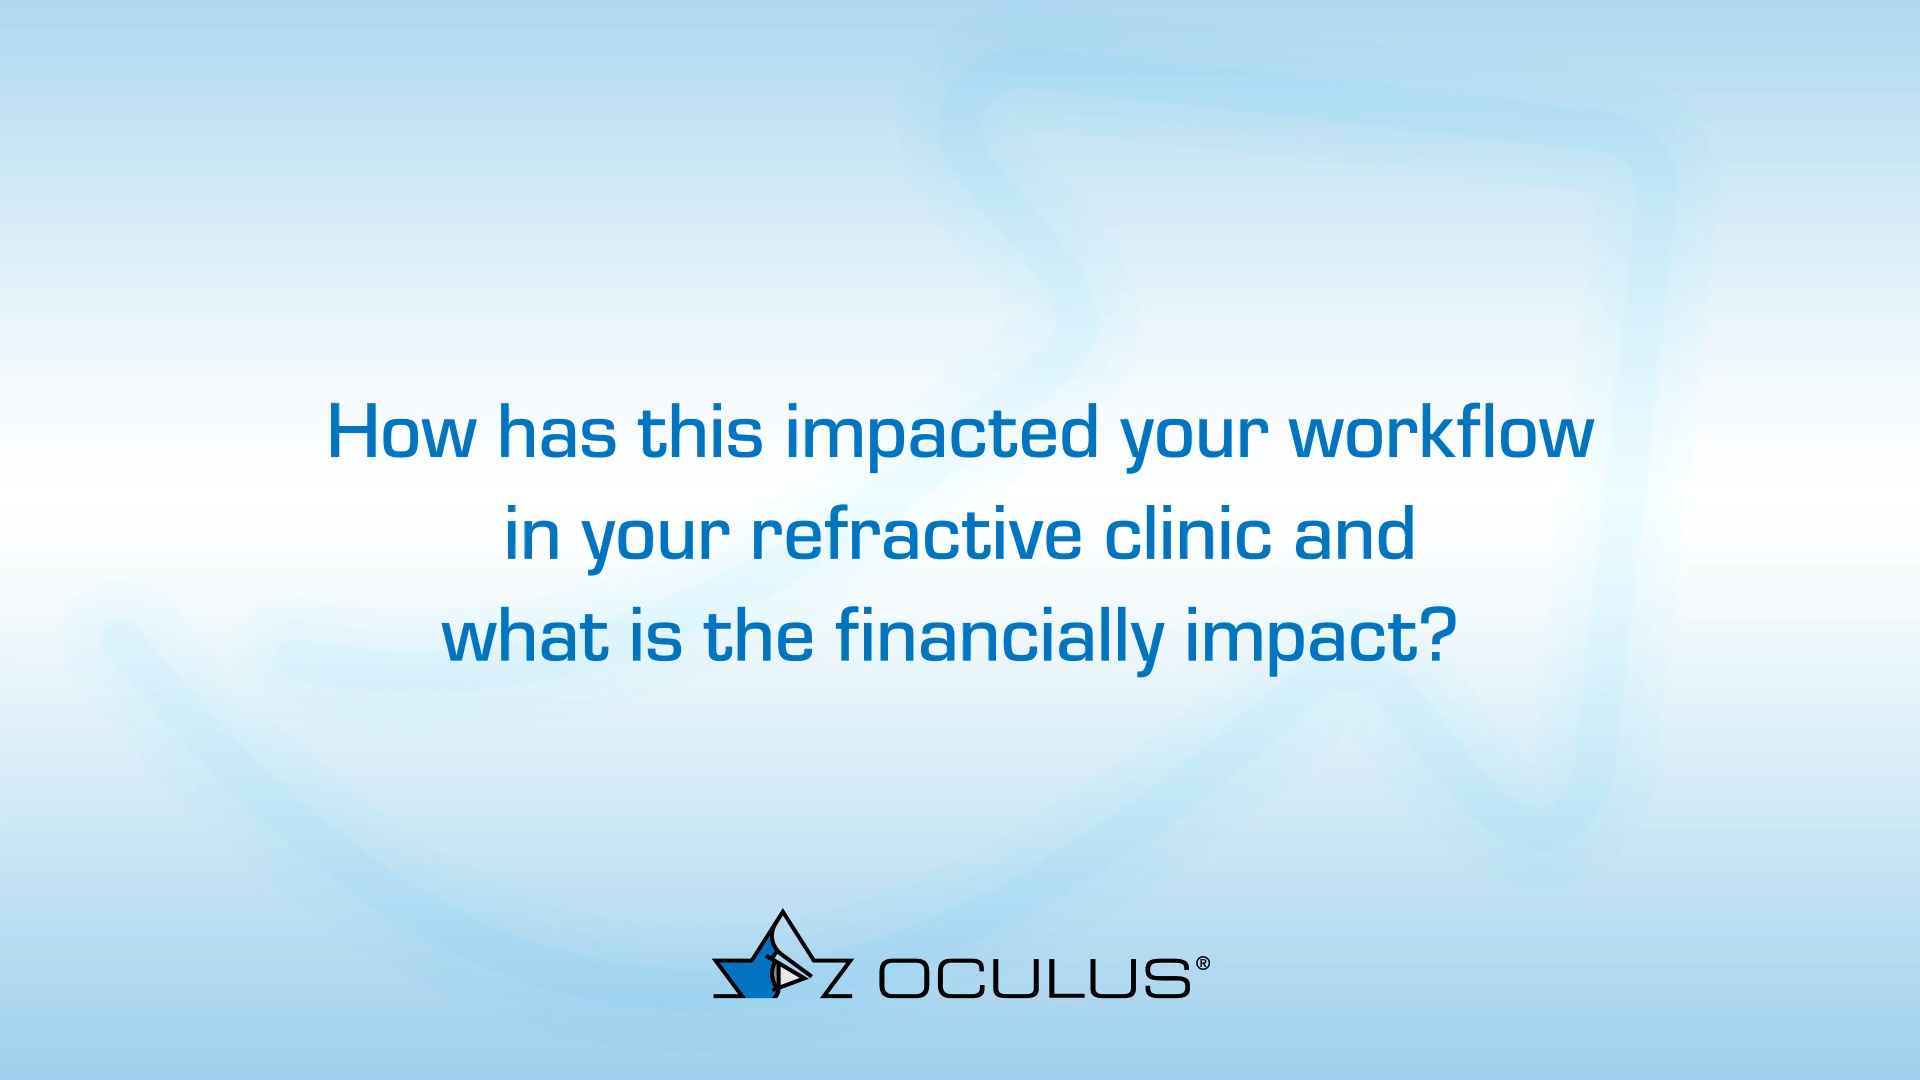 How has this impacted your workflow
in your refractive clinic and
what is the financially impact?
OCULUS®